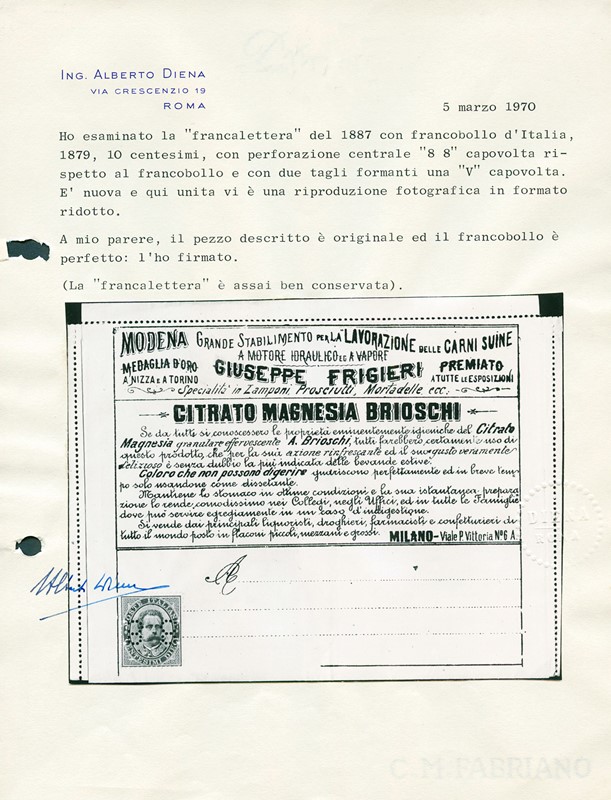 ING. ALBERTO DIENA
VIA CRESCENZIO 19
ROMA
5 marzo 1970
Ho esaminato la "francalettera" del 1887 con francobollo d'Italia,
1879, 10 centesimi, con perforazione centrale "8 8" capovolta ri-
spetto al francobollo e con due tagli formanti una "V" capovolta.
E' nuova e qui unita vi è una riproduzione fotografica in formato
ridotto.
A mio parere, il pezzo descritto è originale ed il francobollo è
perfetto: l'ho firmato.
(La "francalettera" è assai ben conservata).
MODENA GRANDE STABILIMENTO PER LA LAVORAZIONE DELLE CARNI SUINE
A MOTORE IDRAULICO ED A VAPORE
MEDAGLIA D'ORO GIUSEPPE FRIGIERI PREMIATO
A NIZZA E A TORINO A TUTTE LE ESPOSIZIONI
Specialità in Zamponi, Prosciutti, Mortadelle ecc.
CITRATO MAGNESIA BRIOSCHI
Se da tutti si conoscessero le proprietà eminentemente igieniche del Citrato
Magnesia granulare effervescente A. Brioschi, tutti farebbero certamente uso di
questo prodotto, che per la sua azione rinfrescante ed il suo gusto veramente
delizioso è senza dubbio la più indicata delle bevande estive.
Coloro che non possono digerire guariscono perfettamente ed in breve tem
po solo usandone come dissetante.
Mantiene lo stomaco in ottime condizioni e la sua istantanea prepara
zione lo rende comodissimo nei Collegi, negli Uffici, ed in tutte le Famiglie
dove può servire egregiamente in un caso d'indigestione.
Si vende dai principali liquoristi, droghieri, farmacisti e confetturieri di
tutto il mondo posto in flaconi piccoli, mezzani e grossi. MILANO-Viale P. Vittoria Nº 6 A.
A
Alberto Diena
POSTE ITALIANE
CENTESIMI DIECI
C. M. FABRIANO